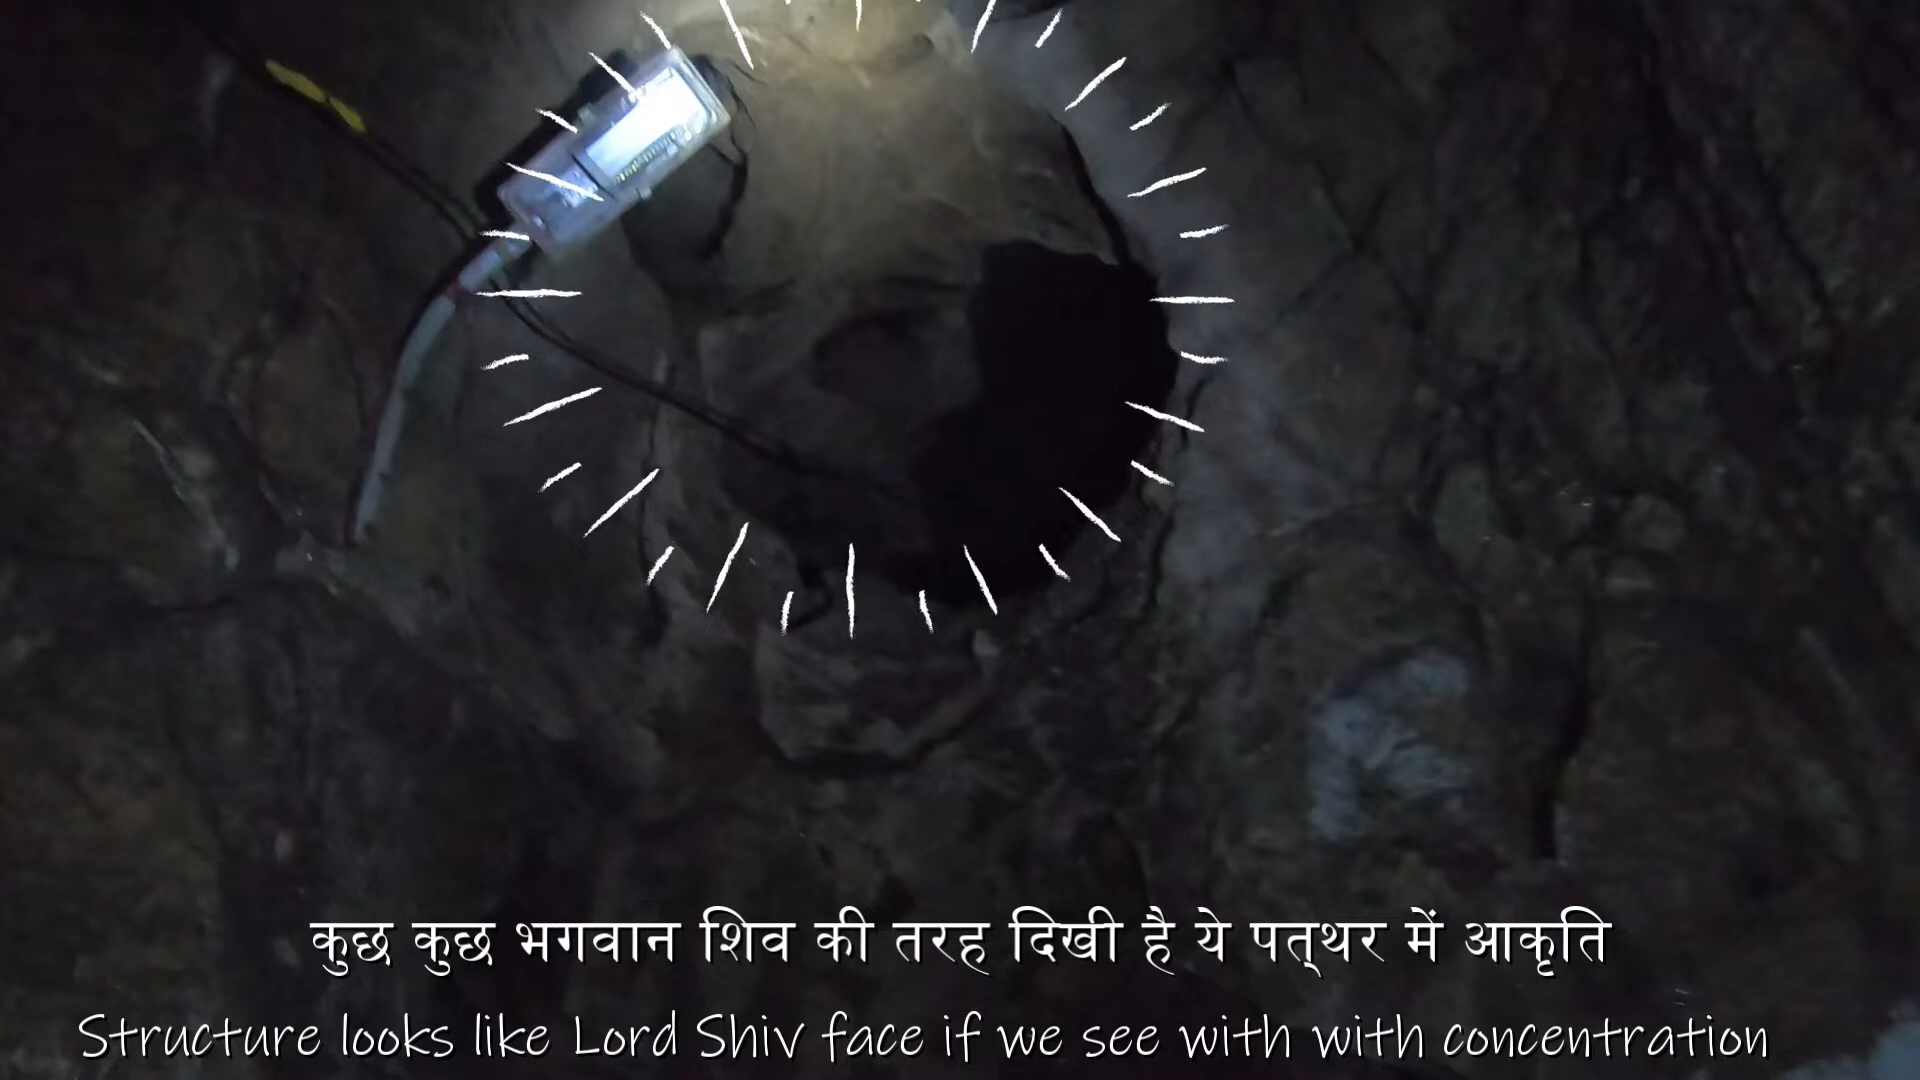 कुछ कुछ भगवान शिव की तरह दिखी है ये पत्थर में आकृति
Structure looks like Lord Shiv face if we see with with concentration